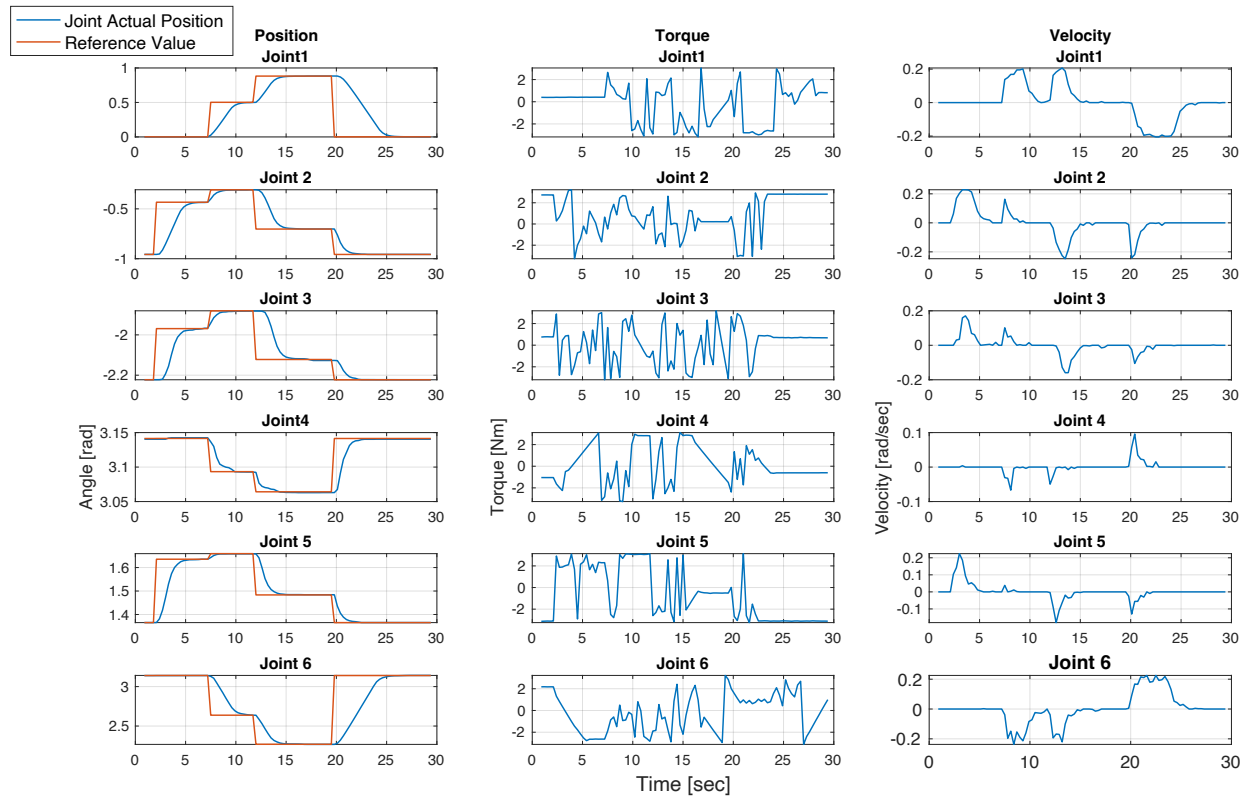 Joint Actual Position
Reference Value
Position
Joint1
1
0.5
0
0 5 10 15 20 25 30
Joint 2
-0.5
-1
0 5 10 15 20 25 30
Joint 3
-2
-2.2
0 5 10 15 20 25 30
Joint4
3.15
3.1
3.05
0 5 10 15 20 25 30
Angle [rad]
Joint 5
1.6
1.5
1.4
0 5 10 15 20 25 30
Joint 6
3
2.5
0 5 10 15 20 25 30
Torque
Joint1
2
0
-2
0 5 10 15 20 25 30
Joint 2
2
0
-2
0 5 10 15 20 25 30
Joint 3
2
0
-2
0 5 10 15 20 25 30
Joint 4
2
0
-2
0 5 10 15 20 25 30
Torque [Nm]
Joint 5
2
0
-2
0 5 10 15 20 25 30
Joint 6
2
0
-2
0 5 10 15 20 25 30
Time [sec]
Velocity
Joint1
0.2
0
-0.2
0 5 10 15 20 25 30
Joint 2
0.2
0
-0.2
0 5 10 15 20 25 30
Joint 3
0.2
0
-0.2
0 5 10 15 20 25 30
Joint 4
0.1
0
-0.1
0 5 10 15 20 25 30
Velocity [rad/sec]
Joint 5
0.2
0.1
0
-0.1
0 5 10 15 20 25 30
Joint 6
0.2
0
-0.2
0 5 10 15 20 25 30